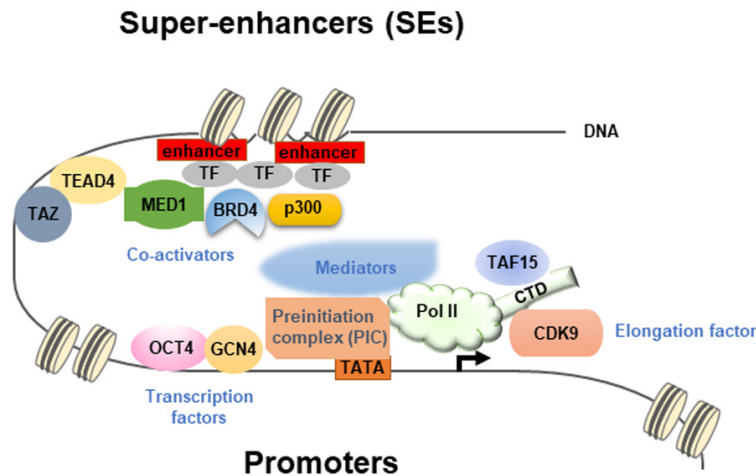 Super-enhancers (SEs)
DNA
enhancer
enhancer
TF
TF
TF
TEAD4
TAZ
MED1
BRD4
p300
Co-activators
Mediators
TAF15
CTD
Pol II
Preinitiation
complex (PIC)
CDK9
Elongation factor
OCT4
GCN4
TATA
Transcription
factors
Promoters